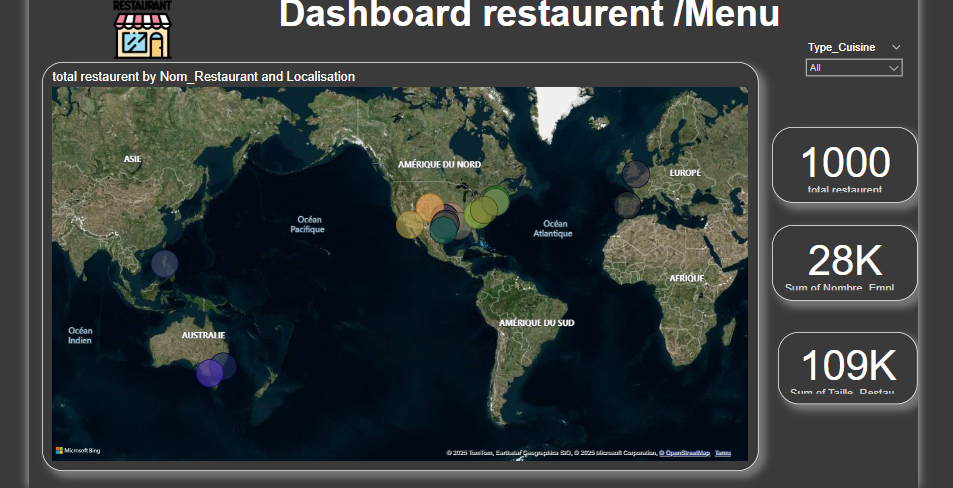 RESTAURANT
Dashboard restaurent /Menu
Type_Cuisine
All
total restaurent by Nom_Restaurant and Localisation
ASIE
AMÉRIQUE DU NORD
EUROPE
Océan
Pacifique
Océan
Atlantique
AFRIQUE
Océan
Indien
AUSTRALIE
AMÉRIQUE DU SUD
Microsoft Bing
© 2025 TomTom, Earthstar Geographics SIO, © 2025 Microsoft Corporation, © OpenStreetMap Terms
1000
total restaurent
28K
Sum of Nombre_Empl...
109K
Sum of Taille_Restau...